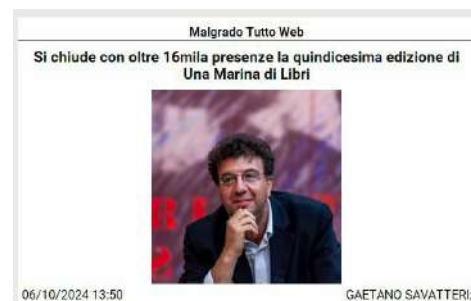 Malgrado Tutto Web
Si chiude con oltre 16mila presenze la quindicesima edizione di
Una Marina di Libri
06/10/2024 13:50
GAETANO SAVATTERI